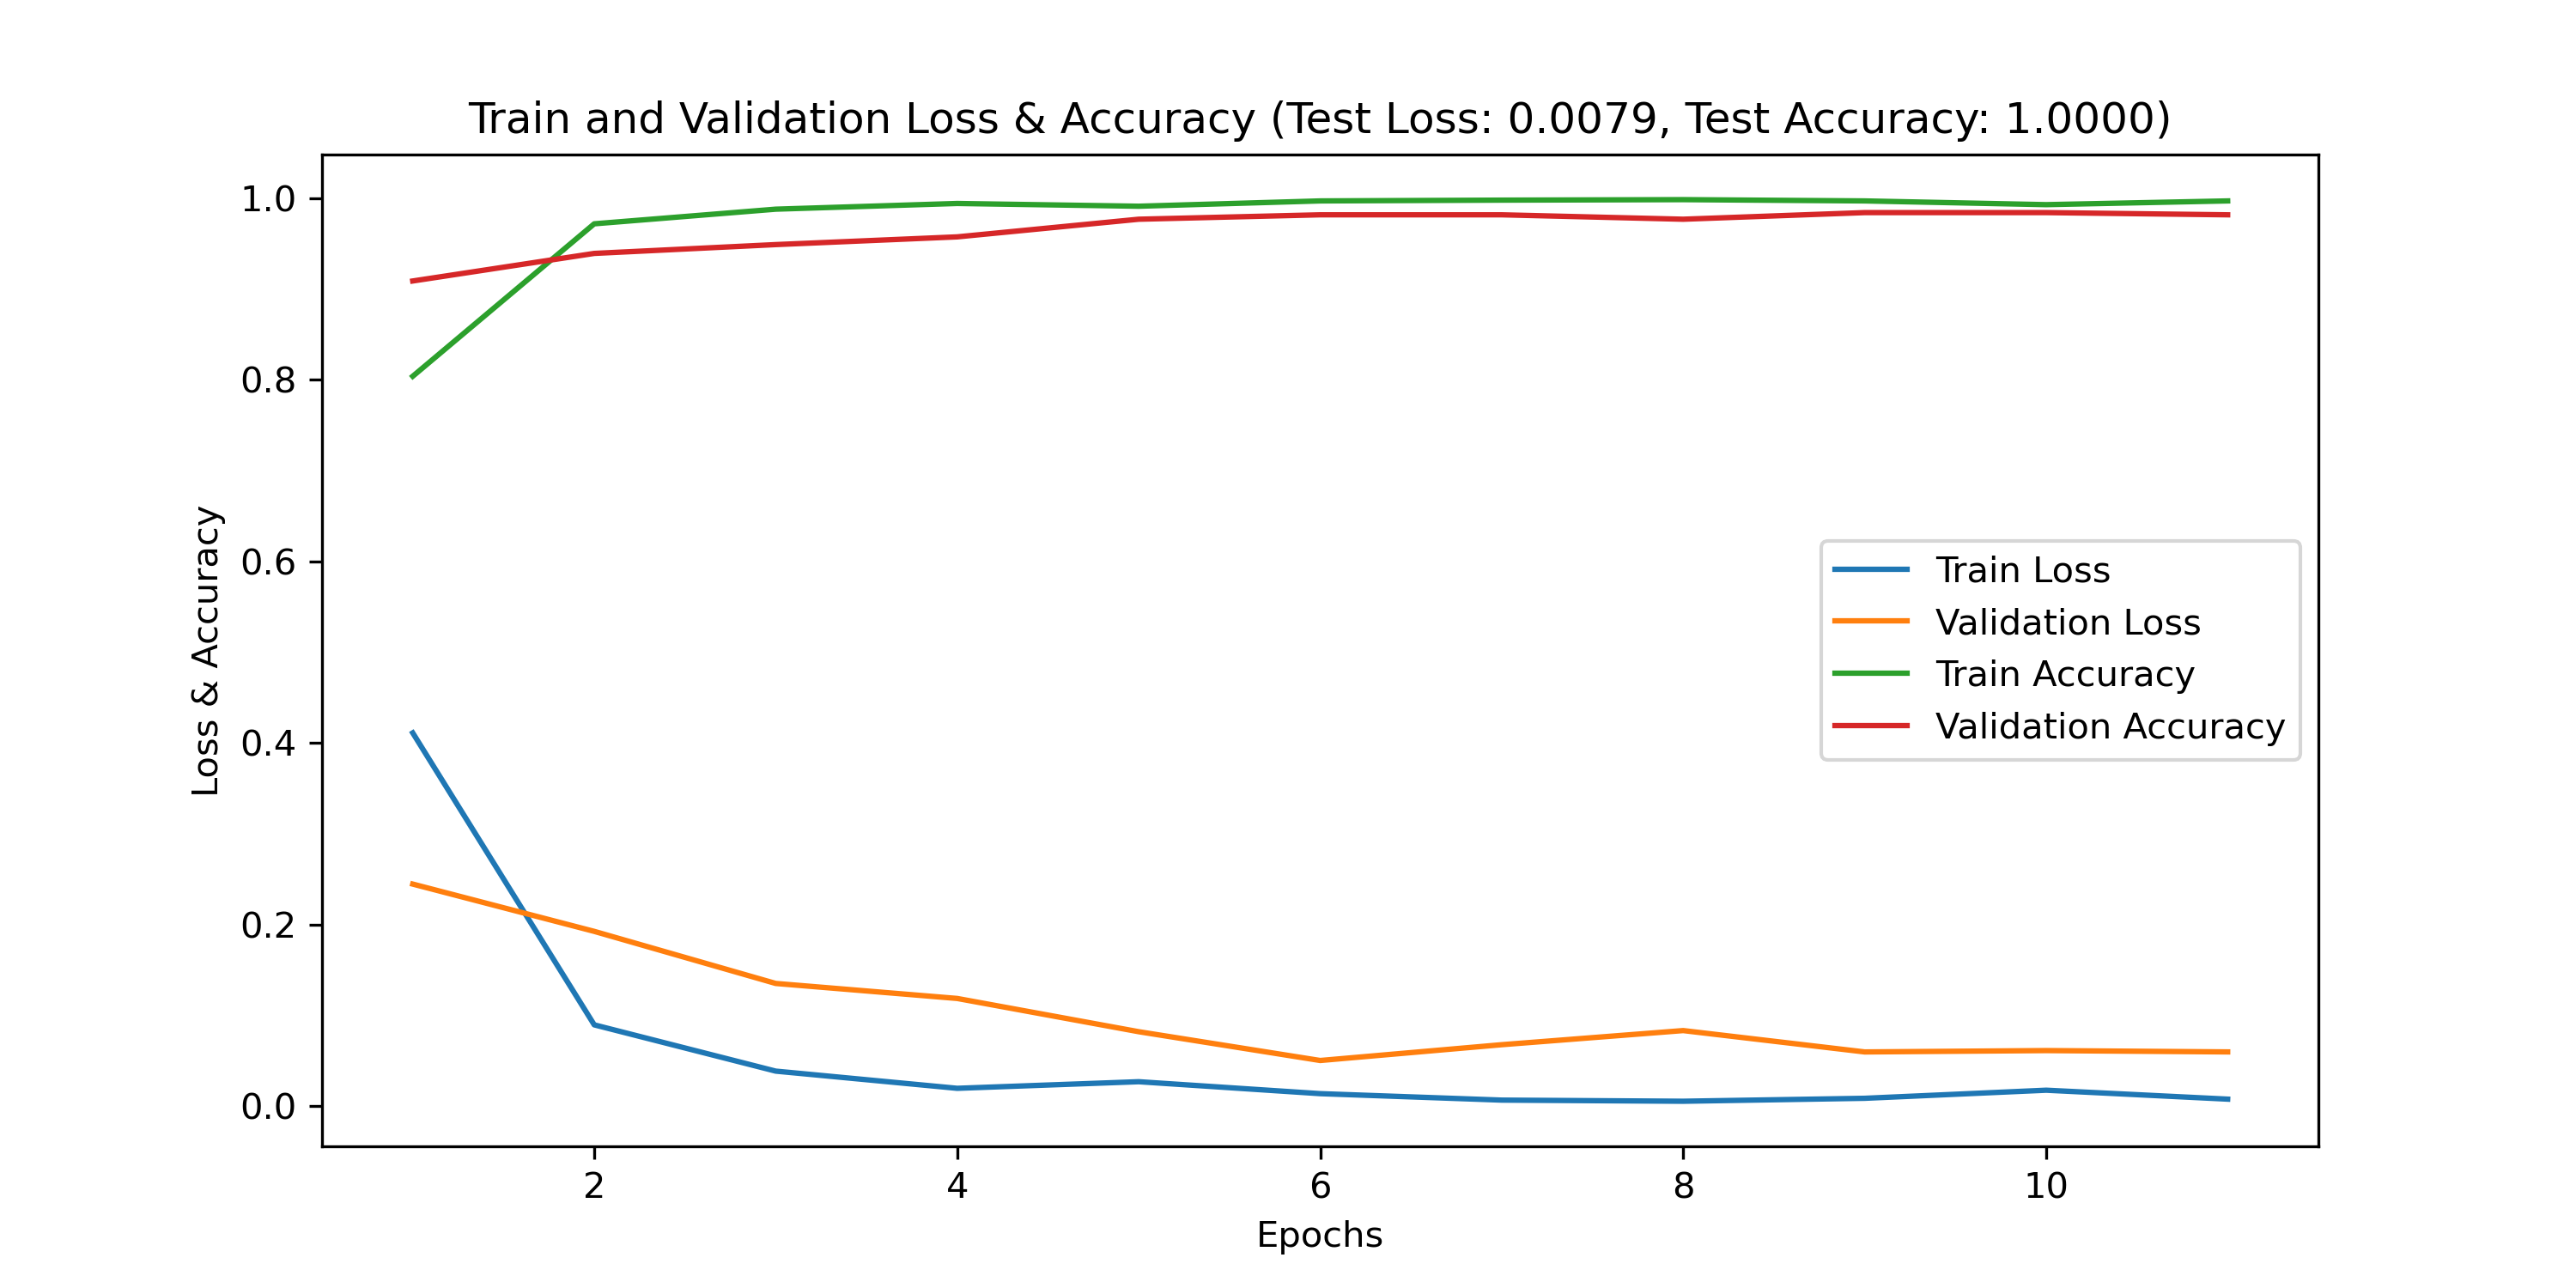 Train and Validation Loss & Accuracy (Test Loss: 0.0079, Test Accuracy: 1.0000)
Loss & Accuracy
1.0
0.8
0.6
0.4
0.2
0.0
Train Loss
Validation Loss
Train Accuracy
Validation Accuracy
2 4 6 8 10
Epochs